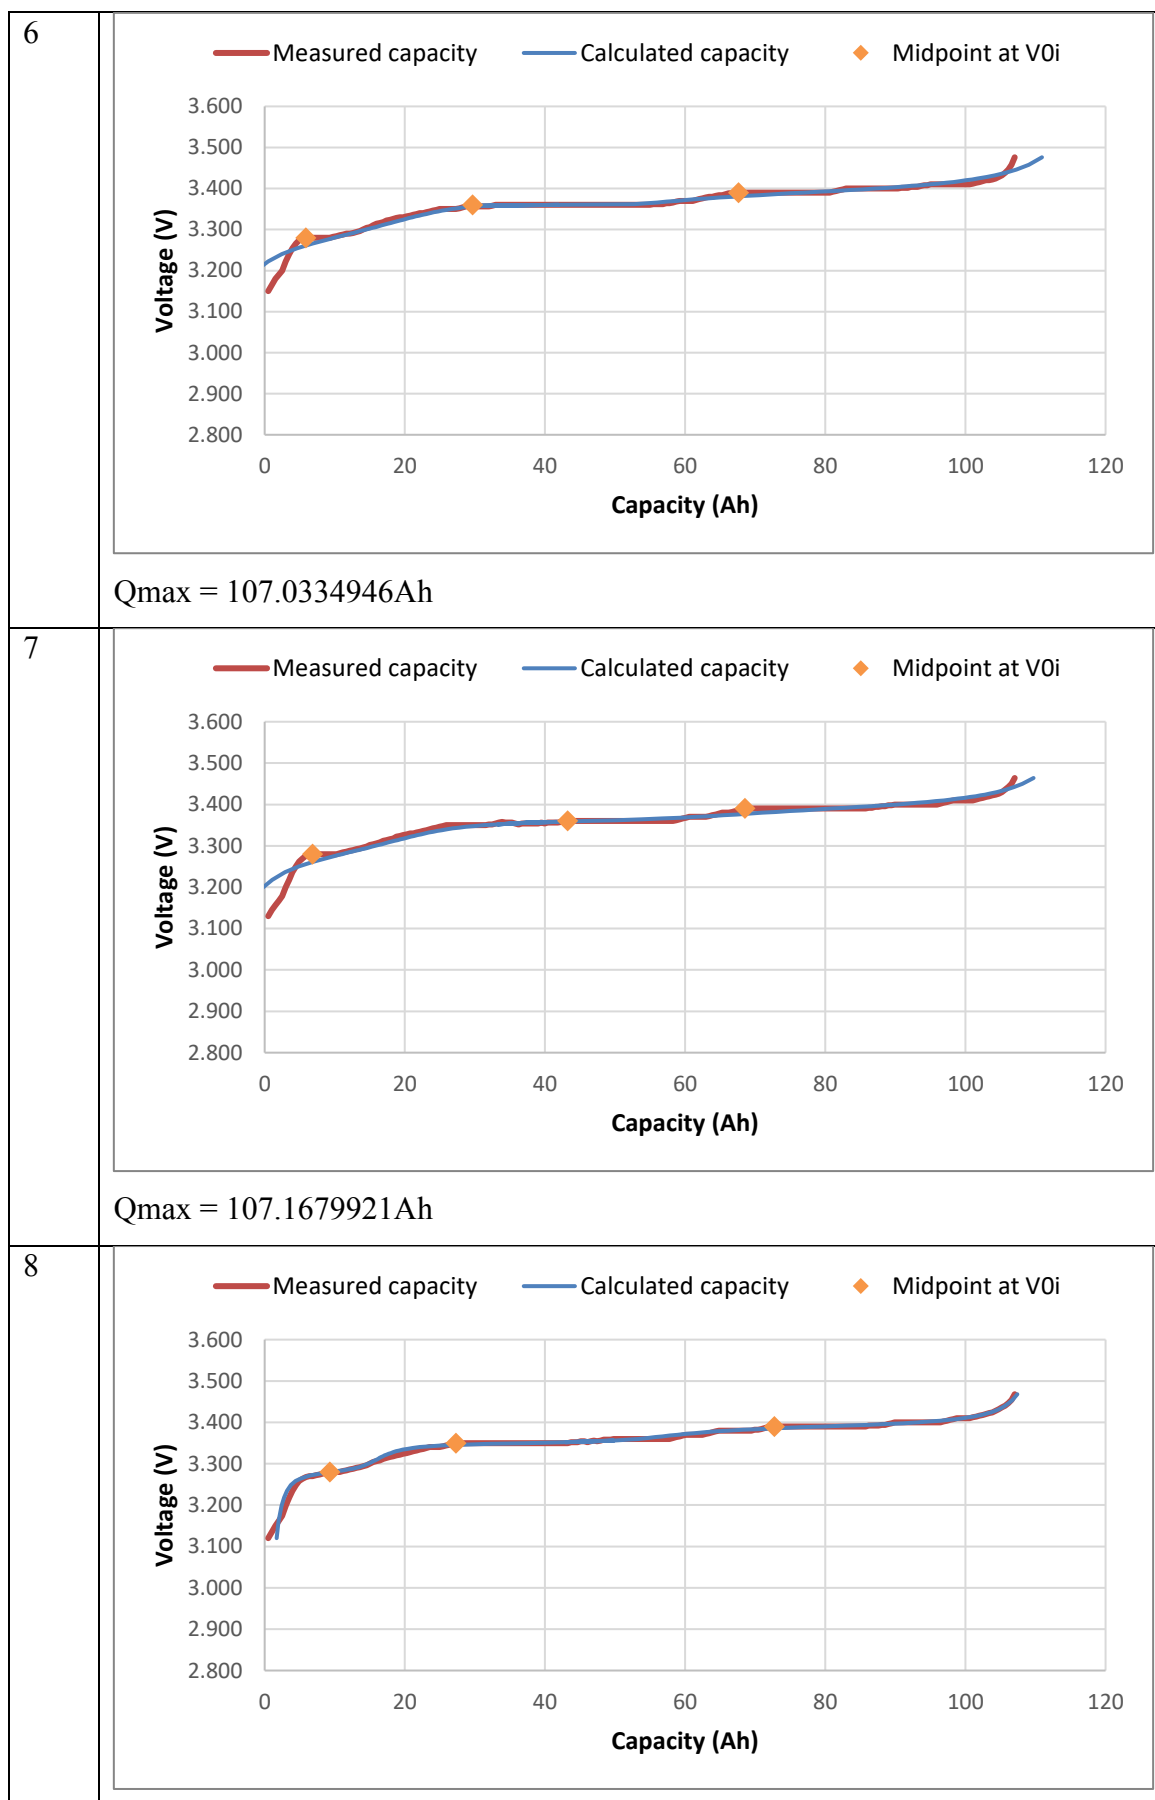 6
Measured capacity Calculated capacity Midpoint at V0i
3.600
3.500
3.400
3.300
3.200
3.100
3.000
2.900
2.800
Voltage (V)
0 20 40 60 80 100 120
Capacity (Ah)
Qmax = 107.0334946Ah
7
Measured capacity Calculated capacity Midpoint at V0i
3.600
3.500
3.400
3.300
3.200
3.100
3.000
2.900
2.800
Voltage (V)
0 20 40 60 80 100 120
Capacity (Ah)
Qmax = 107.1679921Ah
8
Measured capacity Calculated capacity Midpoint at V0i
3.600
3.500
3.400
3.300
3.200
3.100
3.000
2.900
2.800
Voltage (V)
0 20 40 60 80 100 120
Capacity (Ah)